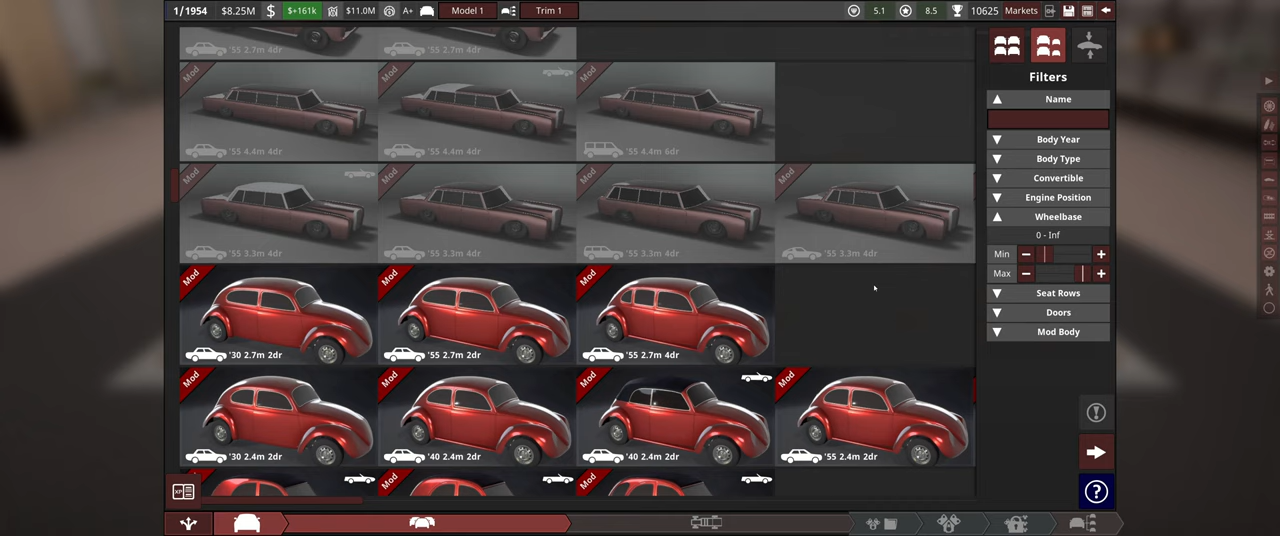 1/1954 $8.25M $ $+161k $11.0M A+ Model 1 Trim 1 5.1 8.5 10625 Markets
'55 2.7m 4dr '55 2.7m 4dr
Filters
Name
Mod Mod Mod
'55 4.4m 4dr '55 4.4m 4dr '55 4.4m 6dr
Body Year
Body Type
Convertible
Engine Position
Wheelbase
0 - Inf
Min
Max
Seat Rows
Doors
Mod Body
Mod Mod Mod Mod
'55 3.3m 4dr '55 3.3m 4dr '55 3.3m 4dr '55 3.3m 4dr
Mod Mod Mod
'30 2.7m 2dr '55 2.7m 2dr '55 2.7m 4dr
Mod Mod Mod Mod
'30 2.4m 2dr '40 2.4m 2dr '40 2.4m 2dr '55 2.4m 2dr
Mod Mod Mod
XP
?